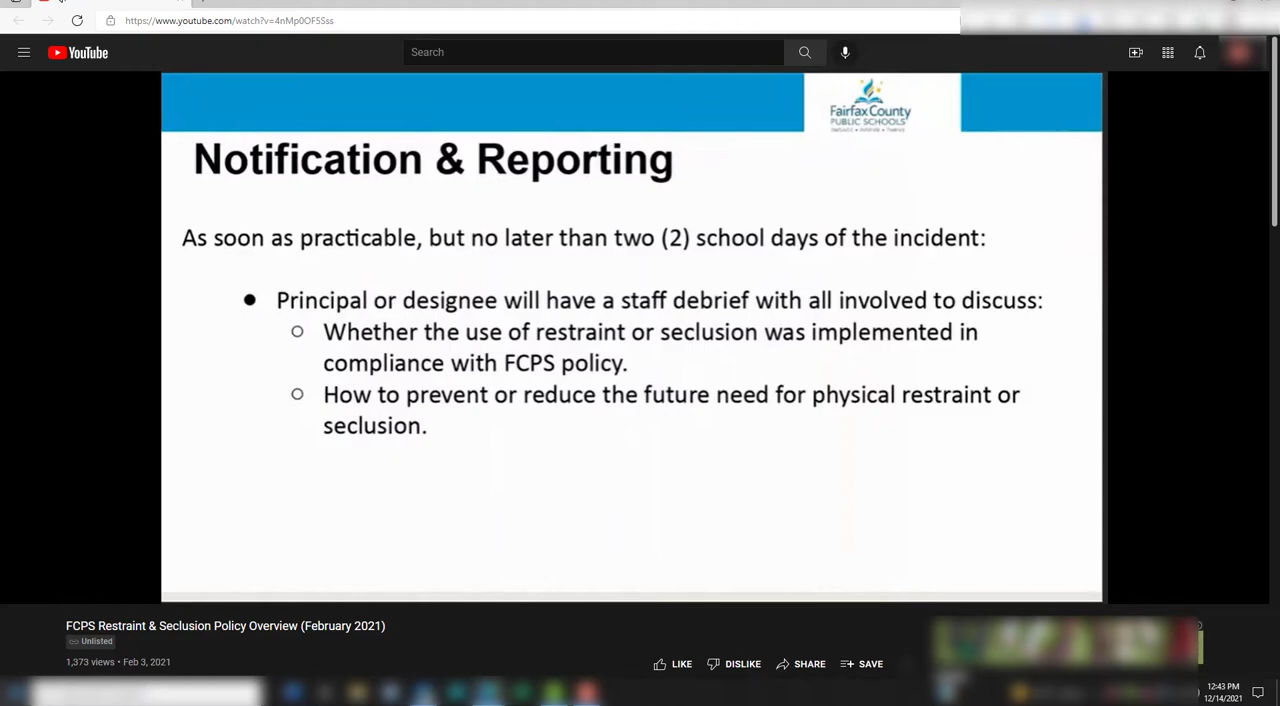 https://www.youtube.com/watch?v=4nMp0OF5Sss
YouTube
Search
Fairfax County
PUBLIC SCHOOLS
Notification & Reporting
As soon as practicable, but no later than two (2) school days of the incident:
● Principal or designee will have a staff debrief with all involved to discuss:
○ Whether the use of restraint or seclusion was implemented in
compliance with FCPS policy.
○ How to prevent or reduce the future need for physical restraint or
seclusion.
FCPS Restraint & Seclusion Policy Overview (February 2021)
Unlisted
1,373 views • Feb 3, 2021
LIKE
DISLIKE
SHARE
SAVE
12:43 PM
12/14/2021